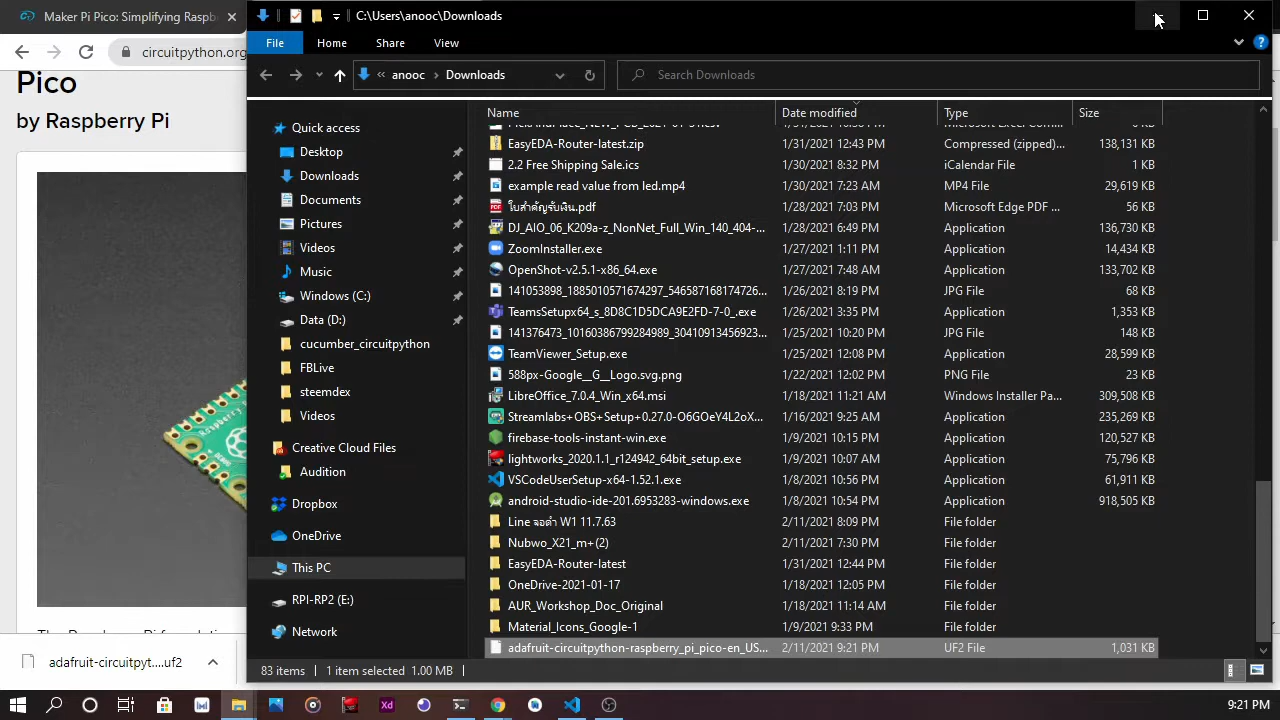 Maker Pi Pico: Simplifying Raspb
C:\Users\anooc\Downloads
File
Home
Share
View
circuitpython.org
anooc
Downloads
Search Downloads
Pico
by Raspberry Pi
Name
Date modified
Type
Size
Quick access
Desktop
Downloads
Documents
Pictures
Videos
Music
Windows (C:)
Data (D:)
cucumber_circuitpython
FBLive
steemdex
Videos
Creative Cloud Files
Audition
Dropbox
OneDrive
This PC
RPI-RP2 (E:)
Network
EasyEDA-Router-latest.zip 1/31/2021 12:43 PM Compressed (zipped)... 138,131 KB
2.2 Free Shipping Sale.ics 1/30/2021 8:32 PM iCalendar File 1 KB
example read value from led.mp4 1/30/2021 7:23 AM MP4 File 29,619 KB
ใบสำคัญรับเงิน.pdf 1/28/2021 7:03 PM Microsoft Edge PDF ... 56 KB
DJ_AIO_06_K209a-z_NonNet_Full_Win_140_404-... 1/28/2021 6:49 PM Application 136,730 KB
ZoomInstaller.exe 1/27/2021 1:11 PM Application 14,434 KB
OpenShot-v2.5.1-x86_64.exe 1/27/2021 7:48 AM Application 133,702 KB
141053898_1885010571674297_546587168174726... 1/26/2021 8:19 PM JPG File 68 KB
TeamsSetupx64_s_8D8C1D5DCA9E2FD-7-0_.exe 1/26/2021 3:35 PM Application 1,353 KB
141376473_10160386799284989_30410913456923... 1/25/2021 10:20 PM JPG File 148 KB
TeamViewer_Setup.exe 1/25/2021 12:08 PM Application 28,599 KB
588px-Google__G__Logo.svg.png 1/22/2021 12:02 PM PNG File 23 KB
LibreOffice_7.0.4_Win_x64.msi 1/18/2021 11:21 AM Windows Installer Pa... 309,508 KB
Streamlabs+OBS+Setup+0.27.0-O6GOeY4L2oX... 1/16/2021 9:25 AM Application 235,269 KB
firebase-tools-instant-win.exe 1/9/2021 10:15 PM Application 120,527 KB
lightworks_2020.1.1_r124942_64bit_setup.exe 1/9/2021 10:07 AM Application 75,796 KB
VSCodeUserSetup-x64-1.52.1.exe 1/8/2021 10:56 PM Application 61,911 KB
android-studio-ide-201.6953283-windows.exe 1/8/2021 10:54 PM Application 918,505 KB
Line จอดำ W1 11.7.63 2/11/2021 8:09 PM File folder
Nubwo_X21_m+(2) 2/11/2021 7:30 PM File folder
EasyEDA-Router-latest 1/31/2021 12:44 PM File folder
OneDrive-2021-01-17 1/18/2021 12:05 PM File folder
AUR_Workshop_Doc_Original 1/18/2021 11:14 AM File folder
Material_Icons_Google-1 1/9/2021 9:33 PM File folder
adafruit-circuitpython-raspberry_pi_pico-en_US... 2/11/2021 9:21 PM UF2 File 1,031 KB
adafruit-circuitpyt....uf2
83 items
1 item selected 1.00 MB
9:21 PM